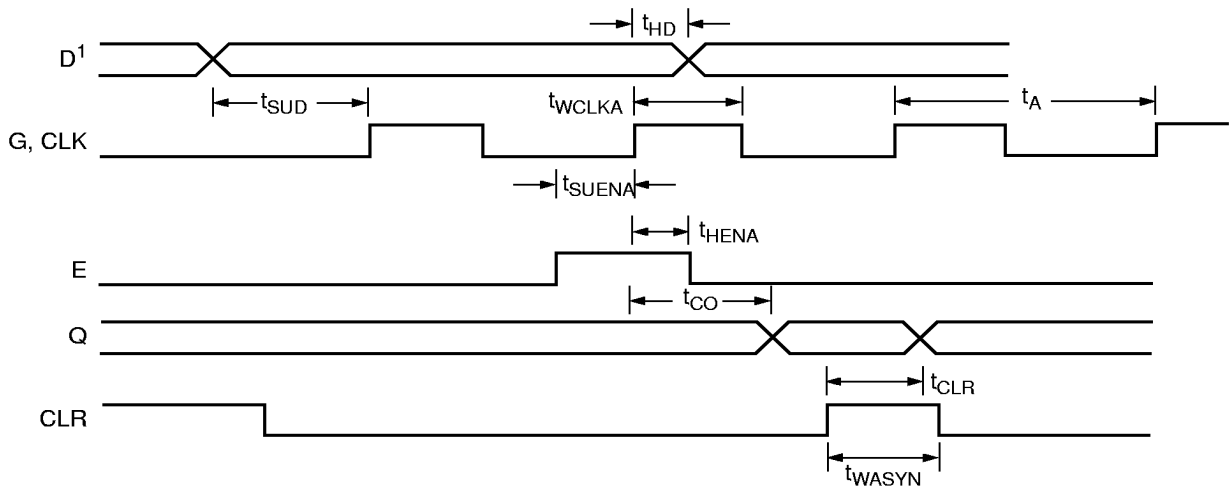 tHD
D1
tSUD
tWCLKA
tA
G, CLK
tSUENA
tHENA
E
tCO
Q
tCLR
CLR
tWASYN